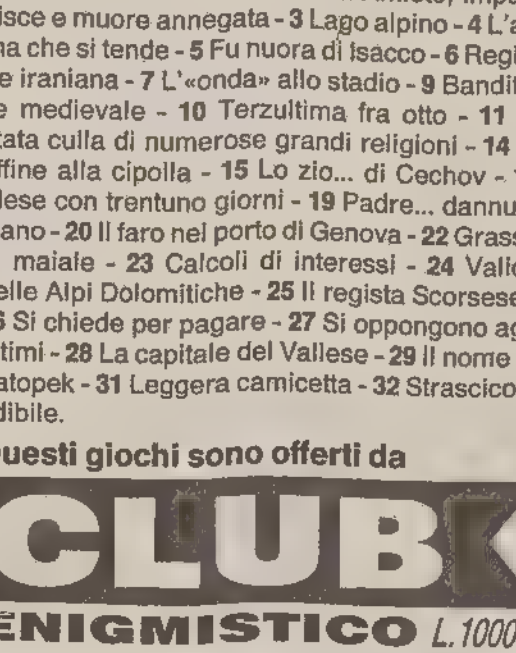 isce e muore annegata - 3 Lago alpino - 4 L'a
na che si tende - 5 Fu nuora di Isacco - 6 Regi
e iraniana - 7 L'«onda» allo stadio - 9 Bandit
e medievale - 10 Terzultima fra otto - 11
tata culla di numerose grandi religioni - 14
ffine alla cipolla - 15 Lo zio... di Cechov -
lese con trentuno giorni - 19 Padre... dannu
ano - 20 Il faro nel porto di Genova - 22 Grass
maiale - 23 Calcoli di interessi - 24 Valic
elle Alpi Dolomitiche - 25 Il regista Scorsese
6 Si chiede per pagare - 27 Si oppongono ag
timi - 28 La capitale del Vallese - 29 Il nome
atopek - 31 Leggera camicetta - 32 Strascico
dibile.
uesti giochi sono offerti da
CLUBK
ENIGMISTICO L.1000